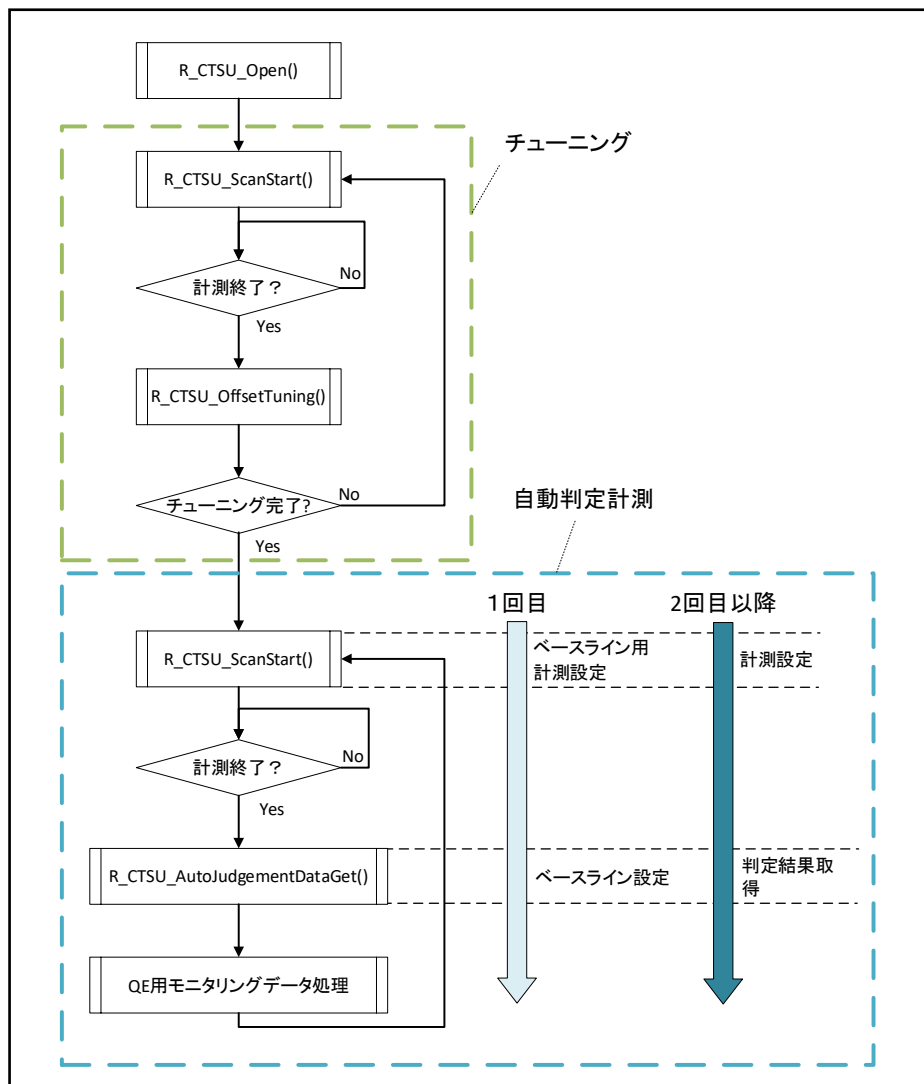 R_CTSU_Open()
チューニング
R_CTSU_ScanStart()
計測終了？
No
Yes
R_CTSU_OffsetTuning()
チューニング完了?
No
Yes
自動判定計測
1回目
2回目以降
R_CTSU_ScanStart()
ベースライン用
計測設定
計測設定
計測終了？
No
Yes
R_CTSU_AutoJudgementDataGet()
ベースライン設定
判定結果取
得
QE用モニタリングデータ処理